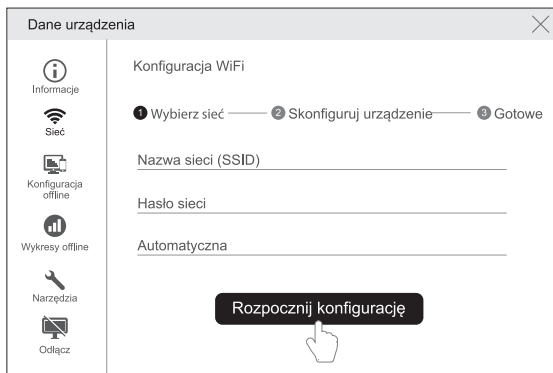 Dane urządzenia
Informacje
Sieć
Konfiguracja
offline
Wykresy offline
Narzędzia
Odłącz
Konfiguracja WiFi
1 Wybierz sieć 2 Skonfiguruj urządzenie 3 Gotowe
Nazwa sieci (SSID)
Hasło sieci
Automatyczna
Rozpocznij konfigurację